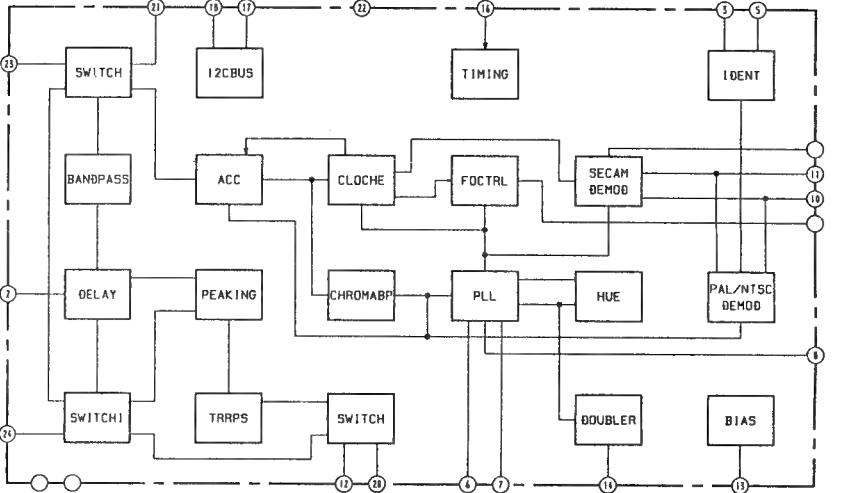 21 18 17 22 16 3 5
23 SWITCH I2CBUS TIMING IDENT
BANDPASS ACC CLOCHE FOCTRL SECAM DEMOD 11
10
2 DELAY PEAKING CHROMABP PLL HUE PAL/NTSC DEMOD
8
24 SWITCH1 TRRPS SWITCH DOUBLER BIAS
12 20 6 7 14 13